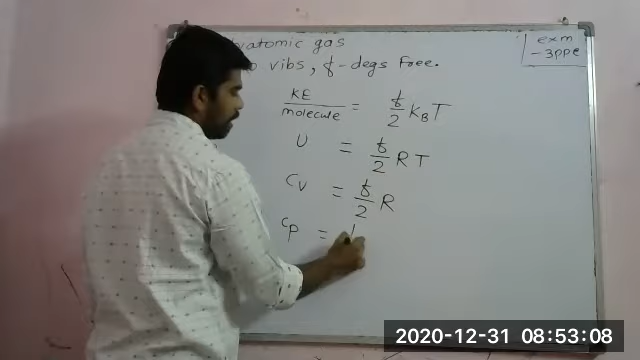 atomic gas
exm
-3ppe
vibs, f-degs free.
KE/molecule = f/2 KBT
U = f/2 RT
CV = f/2 R
CP =
2020-12-31 08:53:08